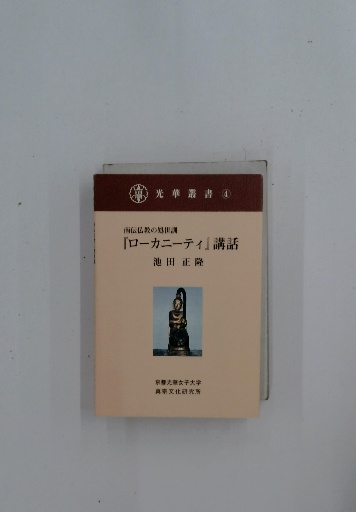 光華叢書 ④
南伝仏教の処世訓
『ローカニーティ』講話
池田 正隆
京都光華女子大学
真宗文化研究所